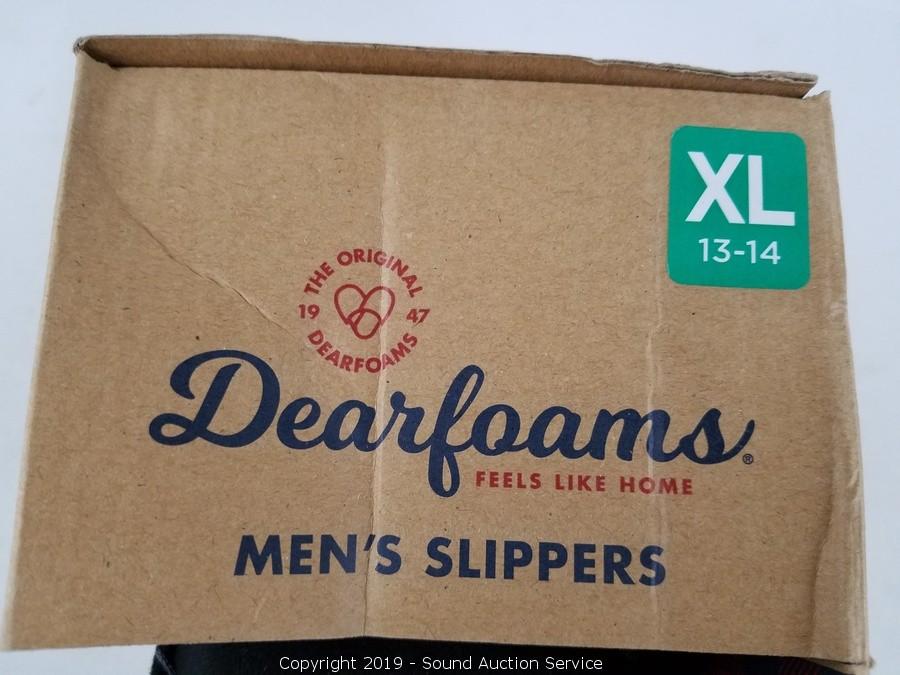 XL
13-14
THE ORIGINAL
19 47
DEARFOAMS
Dearfoams®
FEELS LIKE HOME
MEN'S SLIPPERS
Copyright 2019 - Sound Auction Service